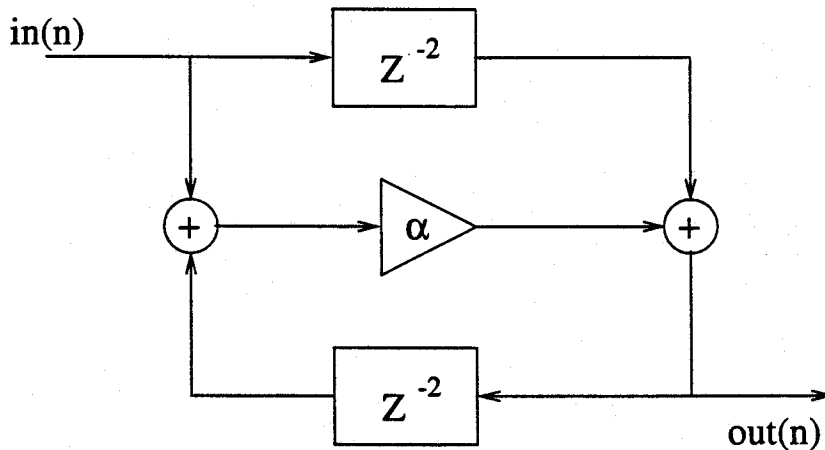 in(n)
Z -2
+
α
+
Z -2
out(n)